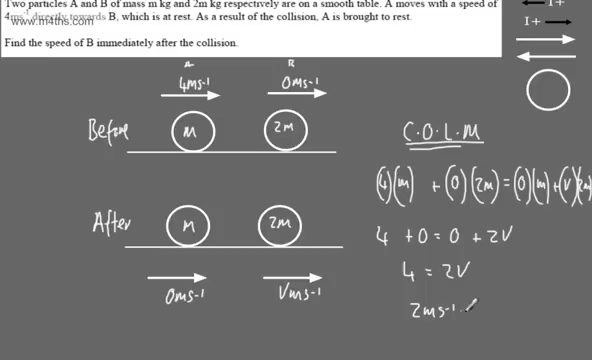 Two particles A and B of mass m kg and 2m kg respectively are on a smooth table. A moves with a speed of
4ms⁻¹ directly towards B, which is at rest. As a result of the collision, A is brought to rest.
www.m4ths.com
Find the speed of B immediately after the collision.
I+
I+
A B
4ms-1 0ms-1
Before M 2M
C.O.L.M
(4)(m) + (0)(2m) = (0)(m) + (V)(2m)
After M 2M
4 + 0 = 0 + 2V
4 = 2V
0ms-1 Vms-1
2ms-1